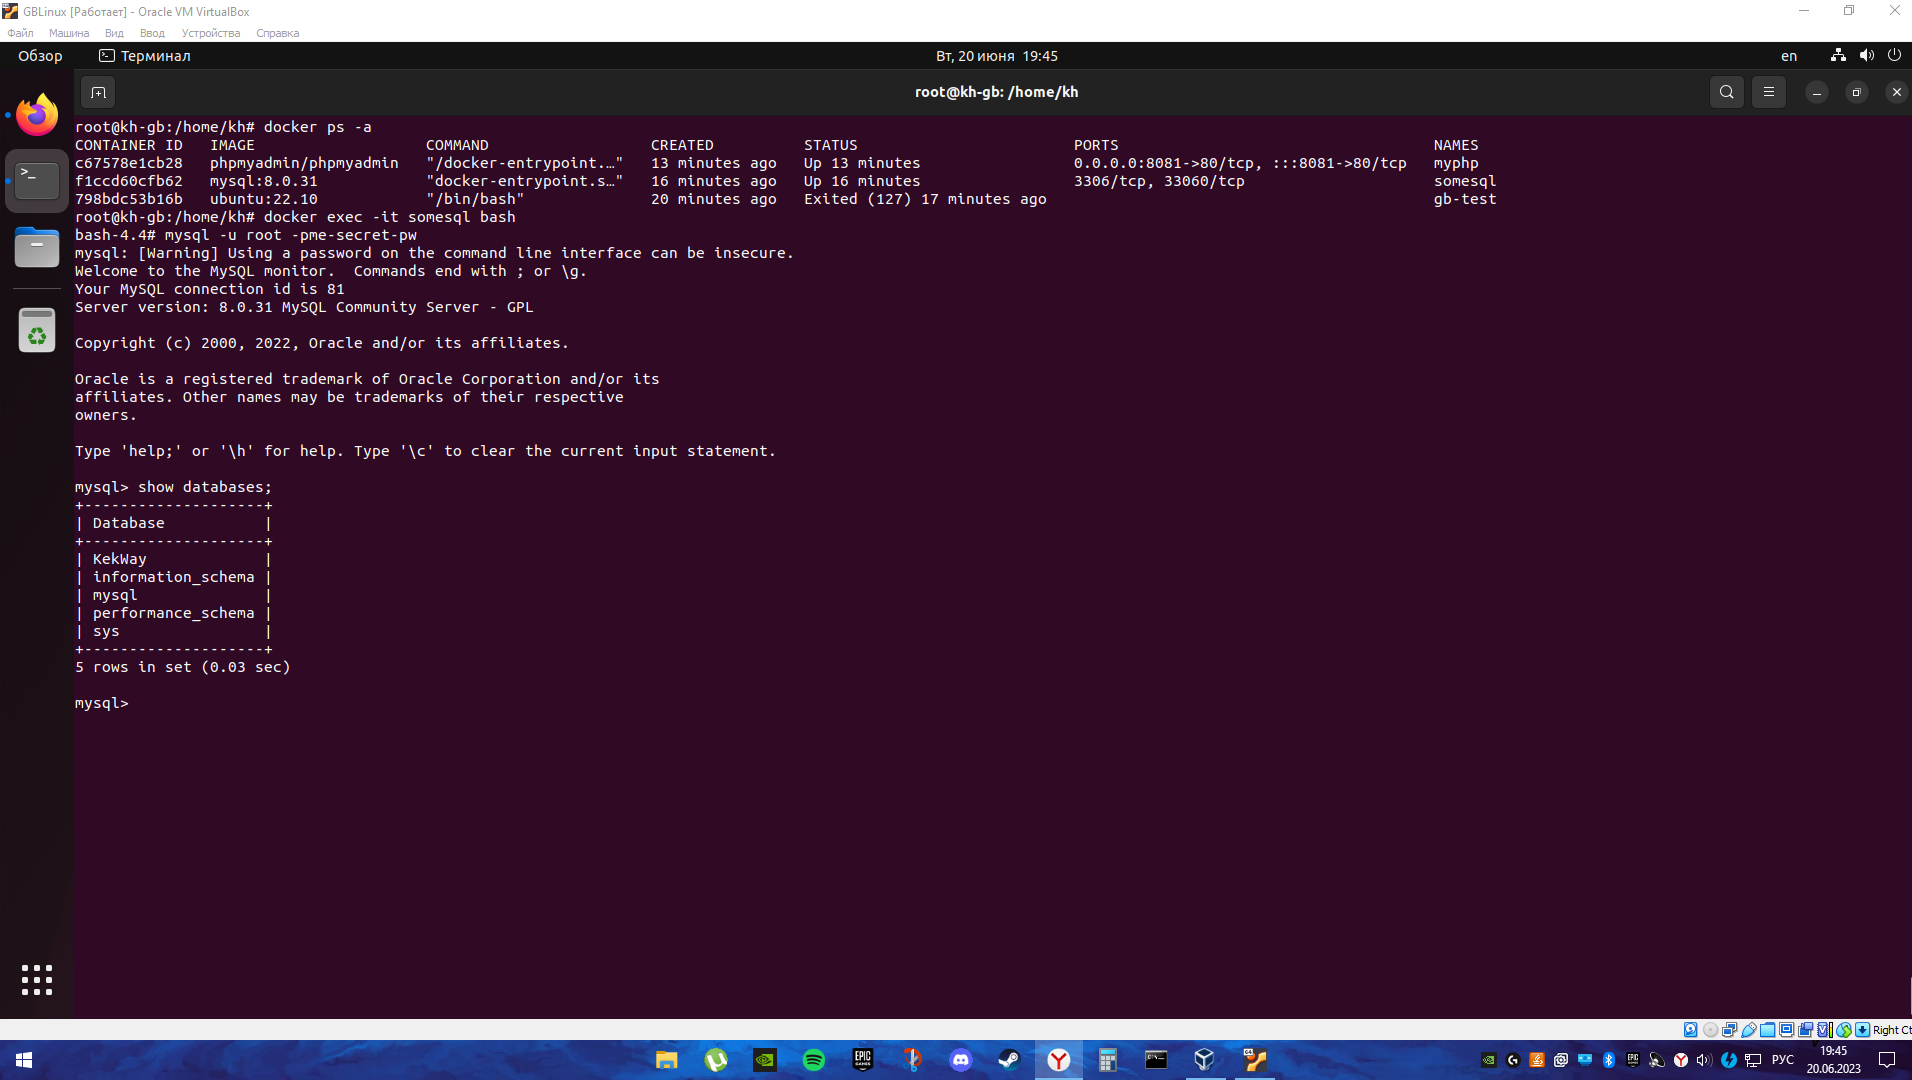 GBLinux [Работает] - Oracle VM VirtualBox
Файл Машина Вид Ввод Устройства Справка
Обзор Терминал Вт, 20 июня 19:45 en
root@kh-gb: /home/kh
root@kh-gb:/home/kh# docker ps -a
CONTAINER ID IMAGE COMMAND CREATED STATUS PORTS NAMES
c67578e1cb28 phpmyadmin/phpmyadmin "/docker-entrypoint.…" 13 minutes ago Up 13 minutes 0.0.0.0:8081->80/tcp, :::8081->80/tcp myphp
f1ccd60cfb62 mysql:8.0.31 "docker-entrypoint.s…" 16 minutes ago Up 16 minutes 3306/tcp, 33060/tcp somesql
798bdc53b16b ubuntu:22.10 "/bin/bash" 20 minutes ago Exited (127) 17 minutes ago gb-test
root@kh-gb:/home/kh# docker exec -it somesql bash
bash-4.4# mysql -u root -pme-secret-pw
mysql: [Warning] Using a password on the command line interface can be insecure.
Welcome to the MySQL monitor.  Commands end with ; or \g.
Your MySQL connection id is 81
Server version: 8.0.31 MySQL Community Server - GPL
Copyright (c) 2000, 2022, Oracle and/or its affiliates.
Oracle is a registered trademark of Oracle Corporation and/or its
affiliates. Other names may be trademarks of their respective
owners.
Type 'help;' or '\h' for help. Type '\c' to clear the current input statement.
mysql> show databases;
+--------------------+
| Database           |
+--------------------+
| KekWay             |
| information_schema |
| mysql              |
| performance_schema |
| sys                |
+--------------------+
5 rows in set (0.03 sec)
mysql>
Right Ct
EPIC GAMES
РУС 19:45
20.06.2023